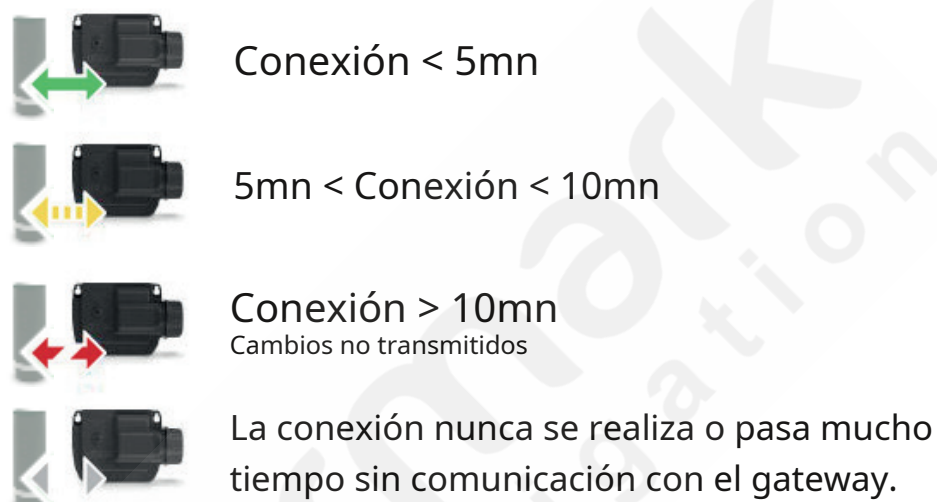 Conexión < 5mn
5mn < Conexión < 10mn
Conexión > 10mn
Cambios no transmitidos
La conexión nunca se realiza o pasa mucho
tiempo sin comunicación con el gateway.